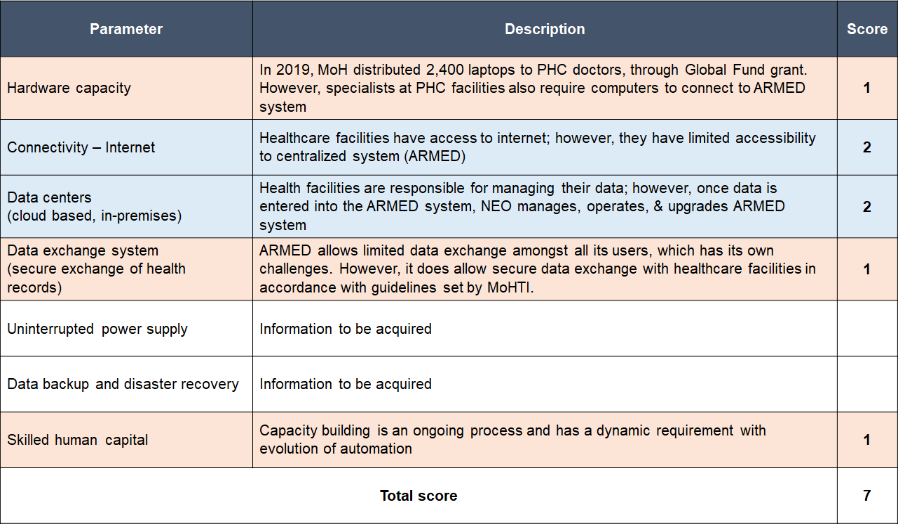 Parameter
Description
Score
Hardware capacity
In 2019, MoH distributed 2,400 laptops to PHC doctors, through Global Fund grant.
However, specialists at PHC facilities also require computers to connect to ARMED
system
1
Connectivity – Internet
Healthcare facilities have access to internet; however, they have limited accessibility
to centralized system (ARMED)
2
Data centers
(cloud based, in-premises)
Health facilities are responsible for managing their data; however, once data is
entered into the ARMED system, NEO manages, operates, & upgrades ARMED
system
2
Data exchange system
(secure exchange of health
records)
ARMED allows limited data exchange amongst all its users, which has its own
challenges. However, it does allow secure data exchange with healthcare facilities in
accordance with guidelines set by MoHTI.
1
Uninterrupted power supply
Information to be acquired
Data backup and disaster recovery
Information to be acquired
Skilled human capital
Capacity building is an ongoing process and has a dynamic requirement with
evolution of automation
1
Total score
7